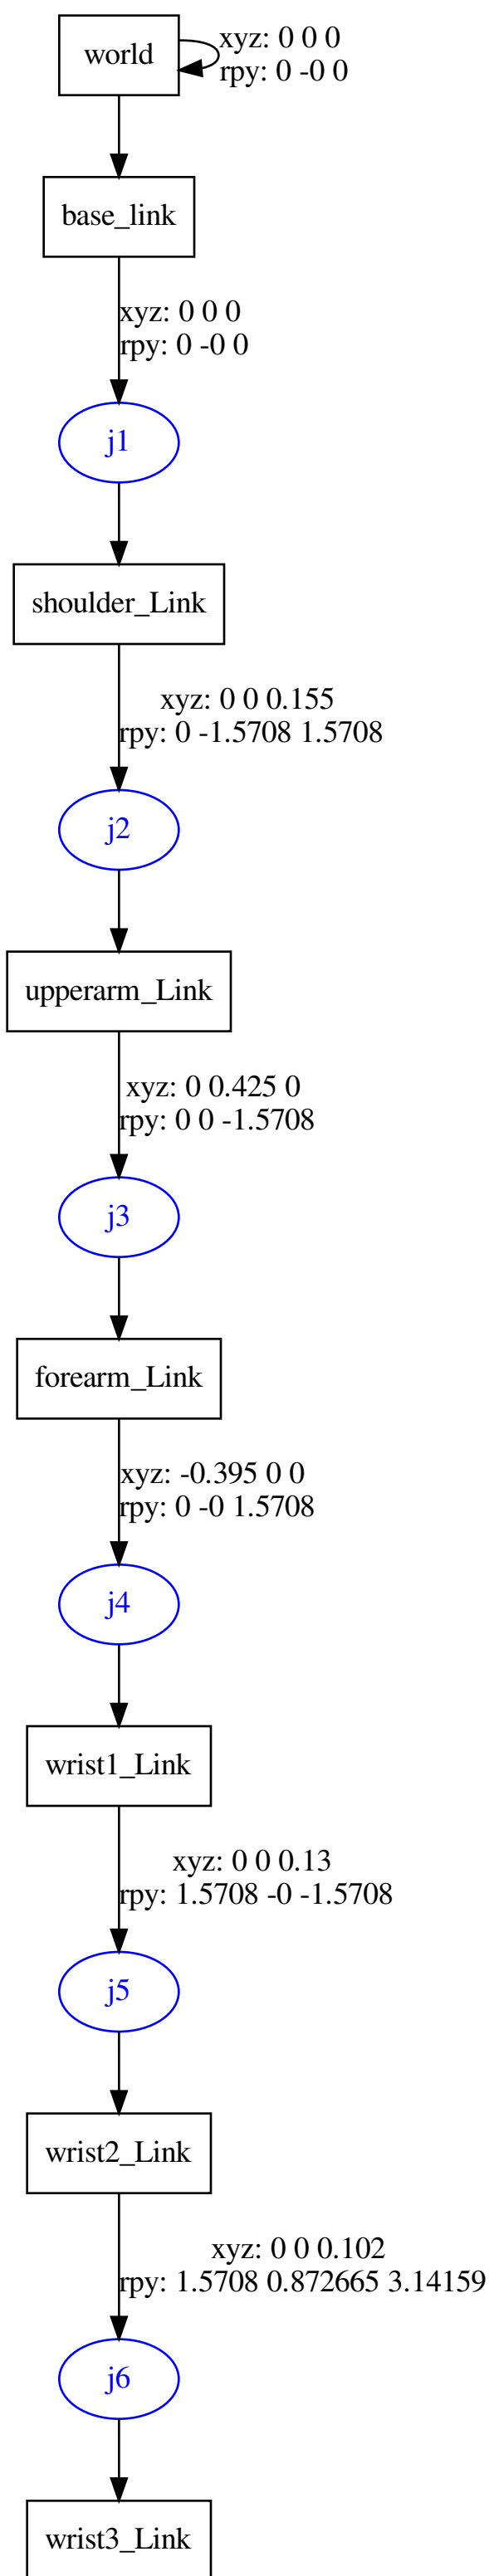 world
xyz: 0 0 0
rpy: 0 -0 0
base_link
xyz: 0 0 0
rpy: 0 -0 0
j1
shoulder_Link
xyz: 0 0 0.155
rpy: 0 -1.5708 1.5708
j2
upperarm_Link
xyz: 0 0.425 0
rpy: 0 0 -1.5708
j3
forearm_Link
xyz: -0.395 0 0
rpy: 0 -0 1.5708
j4
wrist1_Link
xyz: 0 0 0.13
rpy: 1.5708 -0 -1.5708
j5
wrist2_Link
xyz: 0 0 0.102
rpy: 1.5708 0.872665 3.14159
j6
wrist3_Link